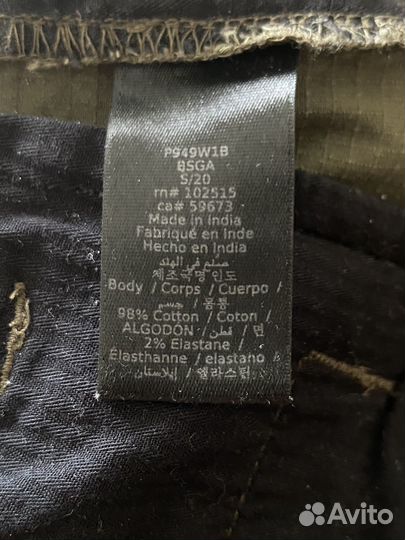 P949W1B
BSGA
S/20
rn# 102515
ca# 59673
Made in India
Fabriqué en Inde
Hecho en India
صنع في الهند
제조국명 인도
Body / Corps / Cuerpo
/ جسم / 몸통
98% Cotton / Coton /
ALGODÓN / قطن / 면
2% Elastane /
Élasthanne / elastano
/ إيلاستان / 엘라스틴
Avito